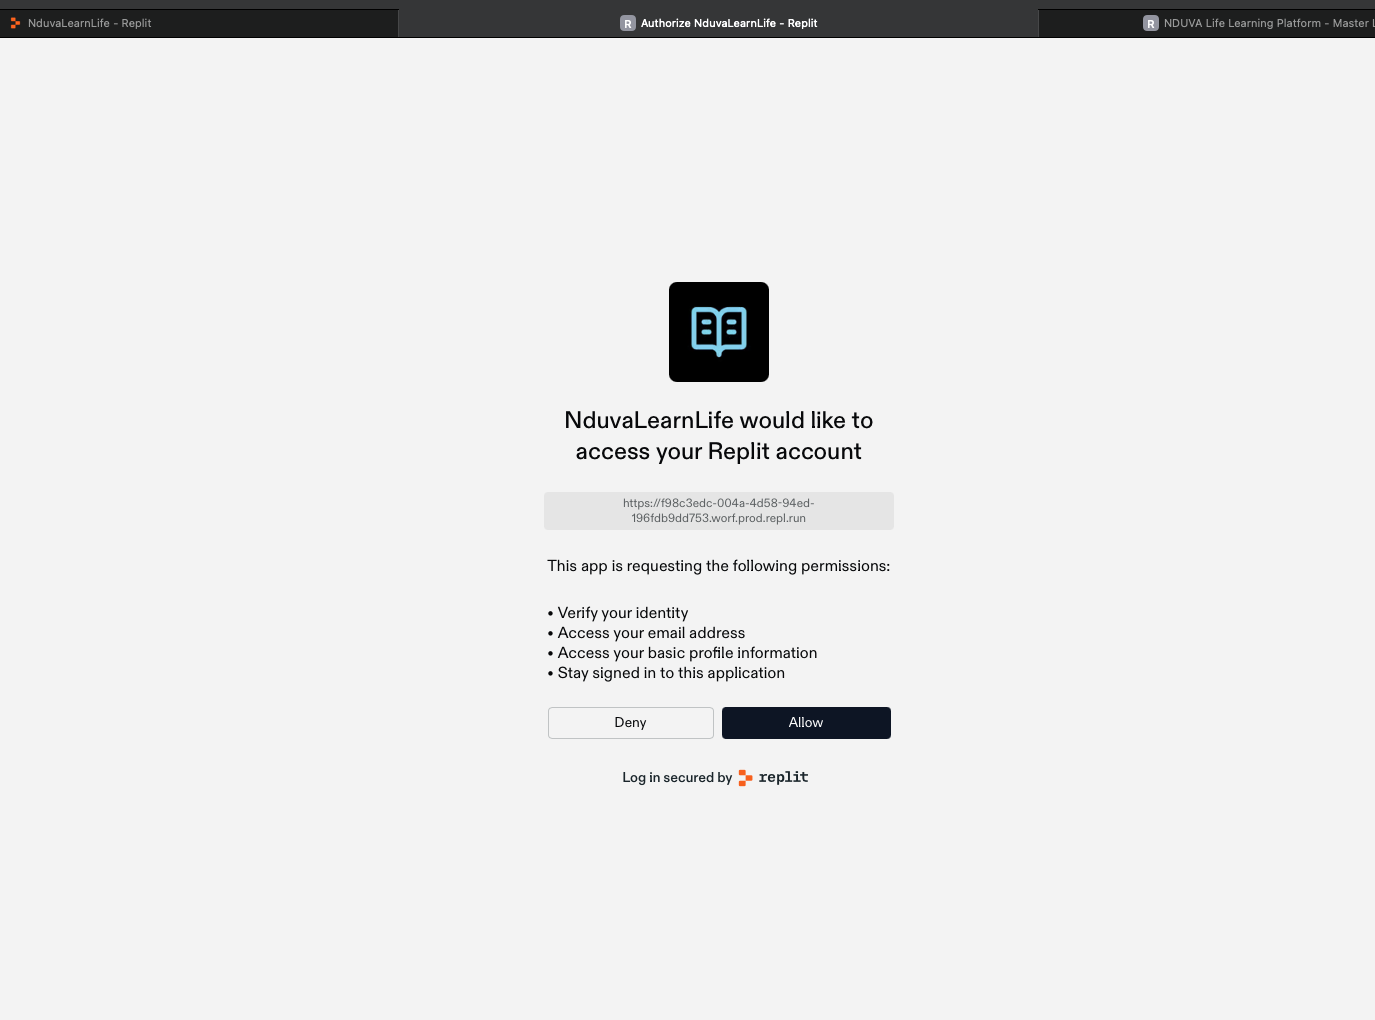 NduvaLearnLife – Replit
R Authorize NduvaLearnLife – Replit
R NDUVA Life Learning Platform – Master
NduvaLearnLife would like to
access your Replit account
https://f98c3edc-004a-4d58-94ed-
196fdb9dd753.worf.prod.repl.run
This app is requesting the following permissions:
• Verify your identity
• Access your email address
• Access your basic profile information
• Stay signed in to this application
Deny
Allow
Log in secured by replit